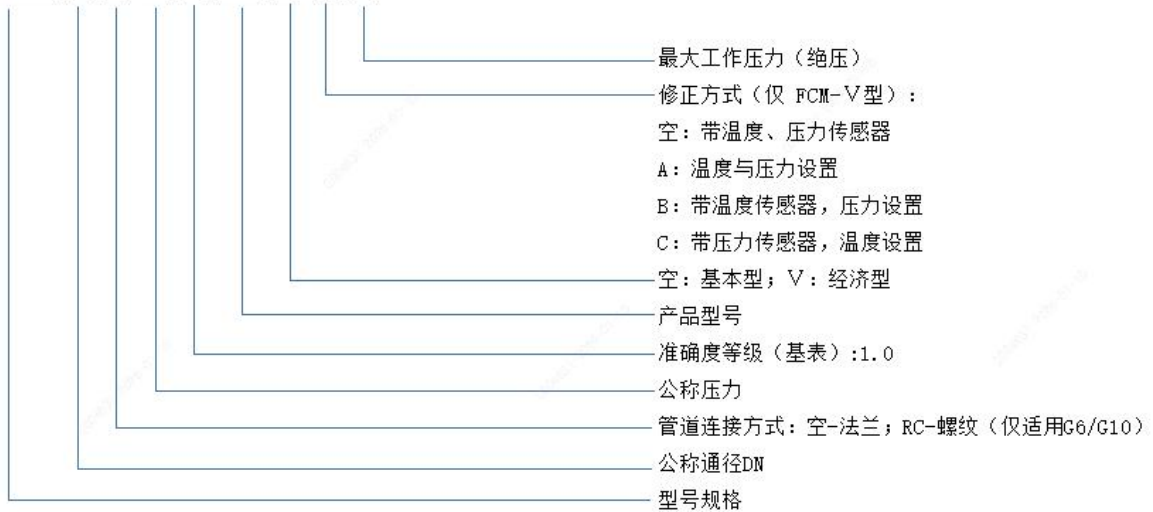 最大工作压力（绝压）
修正方式（仅 FCM-Ⅴ型）：
空：带温度、压力传感器
A：温度与压力设置
B：带温度传感器，压力设置
C：带压力传感器，温度设置
空：基本型；Ⅴ：经济型
产品型号
准确度等级（基表）:1.0
公称压力
管道连接方式：空-法兰；RC-螺纹（仅适用G6/G10）
公称通径DN
型号规格